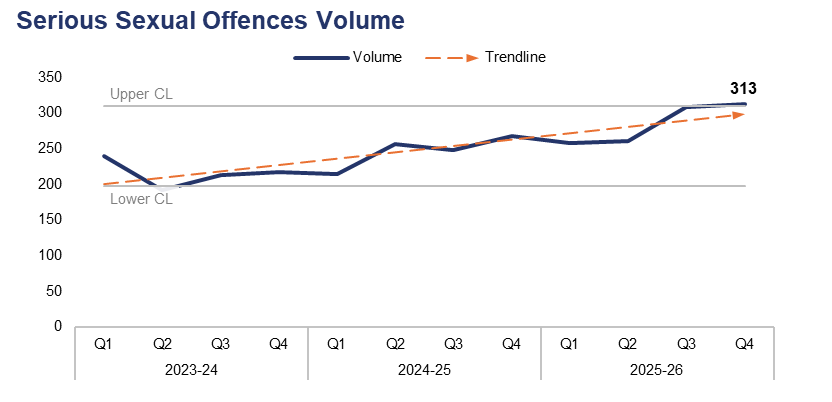 Serious Sexual Offences Volume
Volume Trendline
350
300
250
200
150
100
50
0
Upper CL
Lower CL
313
Q1 Q2 Q3 Q4 Q1 Q2 Q3 Q4 Q1 Q2 Q3 Q4
2023-24 2024-25 2025-26